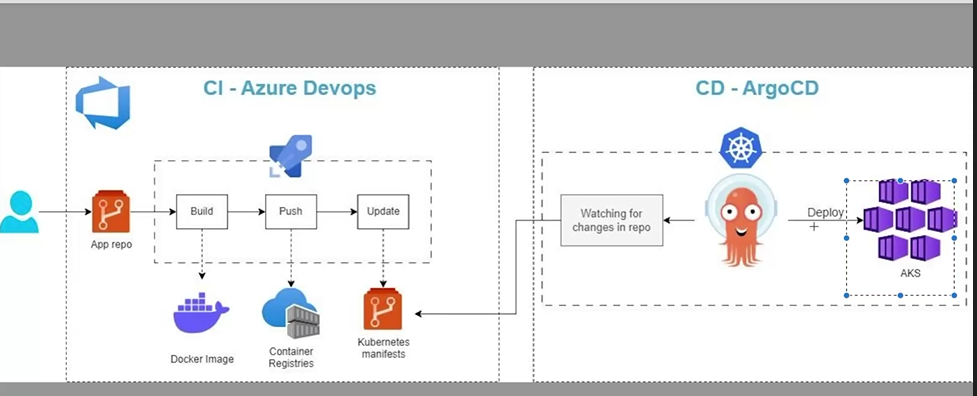 CI - Azure Devops
CD - ArgoCD
App repo
Build
Push
Update
Docker Image
Container
Registries
Kubernetes
manifests
Watching for
changes in repo
Deploy
AKS